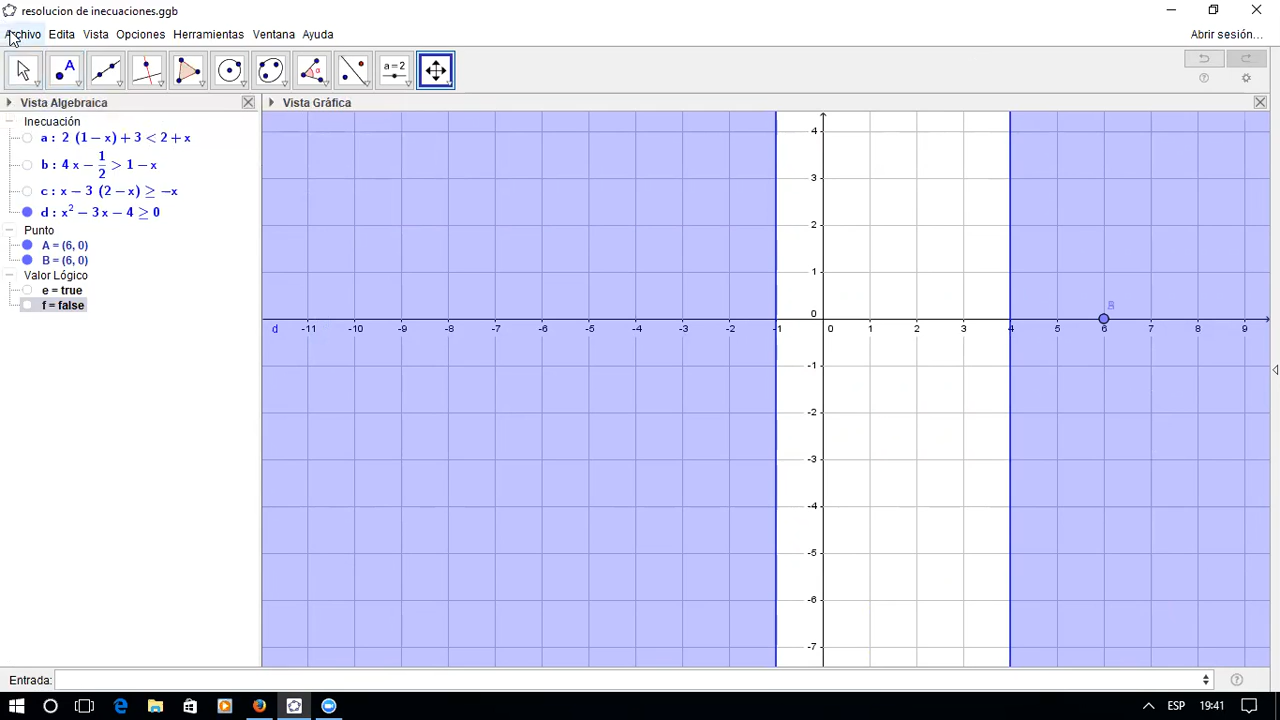 resolucion de inecuaciones.ggb
Archivo Edita Vista Opciones Herramientas Ventana Ayuda Abrir sesión...
A a = 2
Vista Algebraica
Vista Gráfica
Inecuación
a : 2 (1 − x) + 3 < 2 + x
b : 4 x − 1/2 > 1 − x
c : x − 3 (2 − x) ≥ −x
d : x² − 3 x − 4 ≥ 0
Punto
A = (6, 0)
B = (6, 0)
Valor Lógico
e = true
f = false
4
3
2
1
0
B
d -11 -10 -9 -8 -7 -6 -5 -4 -3 -2 -1 0 1 2 3 4 5 6 7 8 9
-1
-2
-3
-4
-5
-6
-7
Entrada:
ESP 19:41